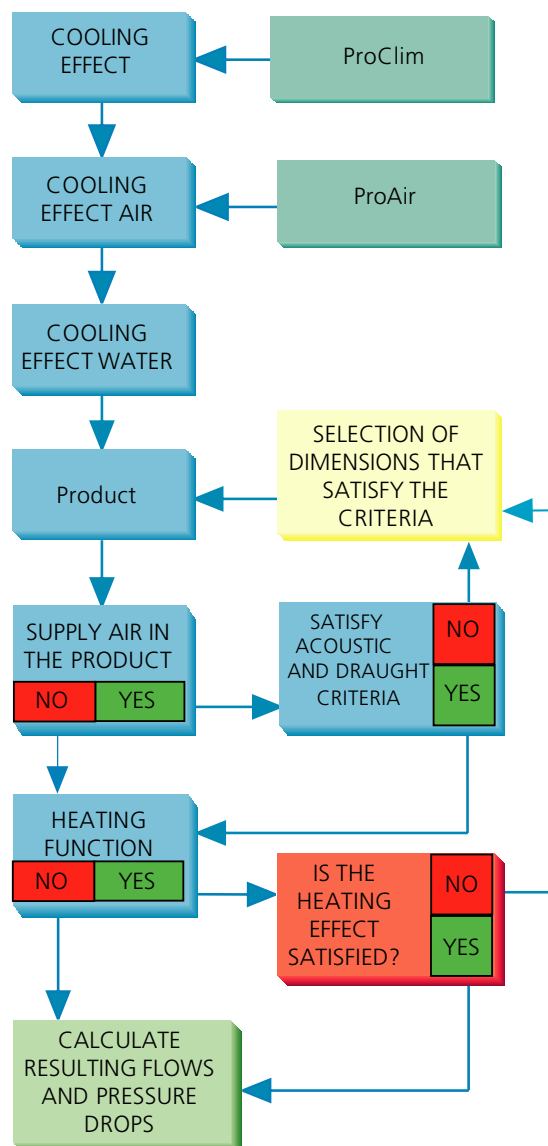 COOLING
EFFECT
ProClim
COOLING
EFFECT AIR
ProAir
COOLING
EFFECT WATER
Product
SELECTION OF
DIMENSIONS THAT
SATISFY THE
CRITERIA
SUPPLY AIR IN
THE PRODUCT
NO
YES
SATISFY
ACOUSTIC
AND DRAUGHT
CRITERIA
NO
YES
HEATING
FUNCTION
NO
YES
IS THE
HEATING
EFFECT
SATISFIED?
NO
YES
CALCULATE
RESULTING FLOWS
AND PRESSURE
DROPS